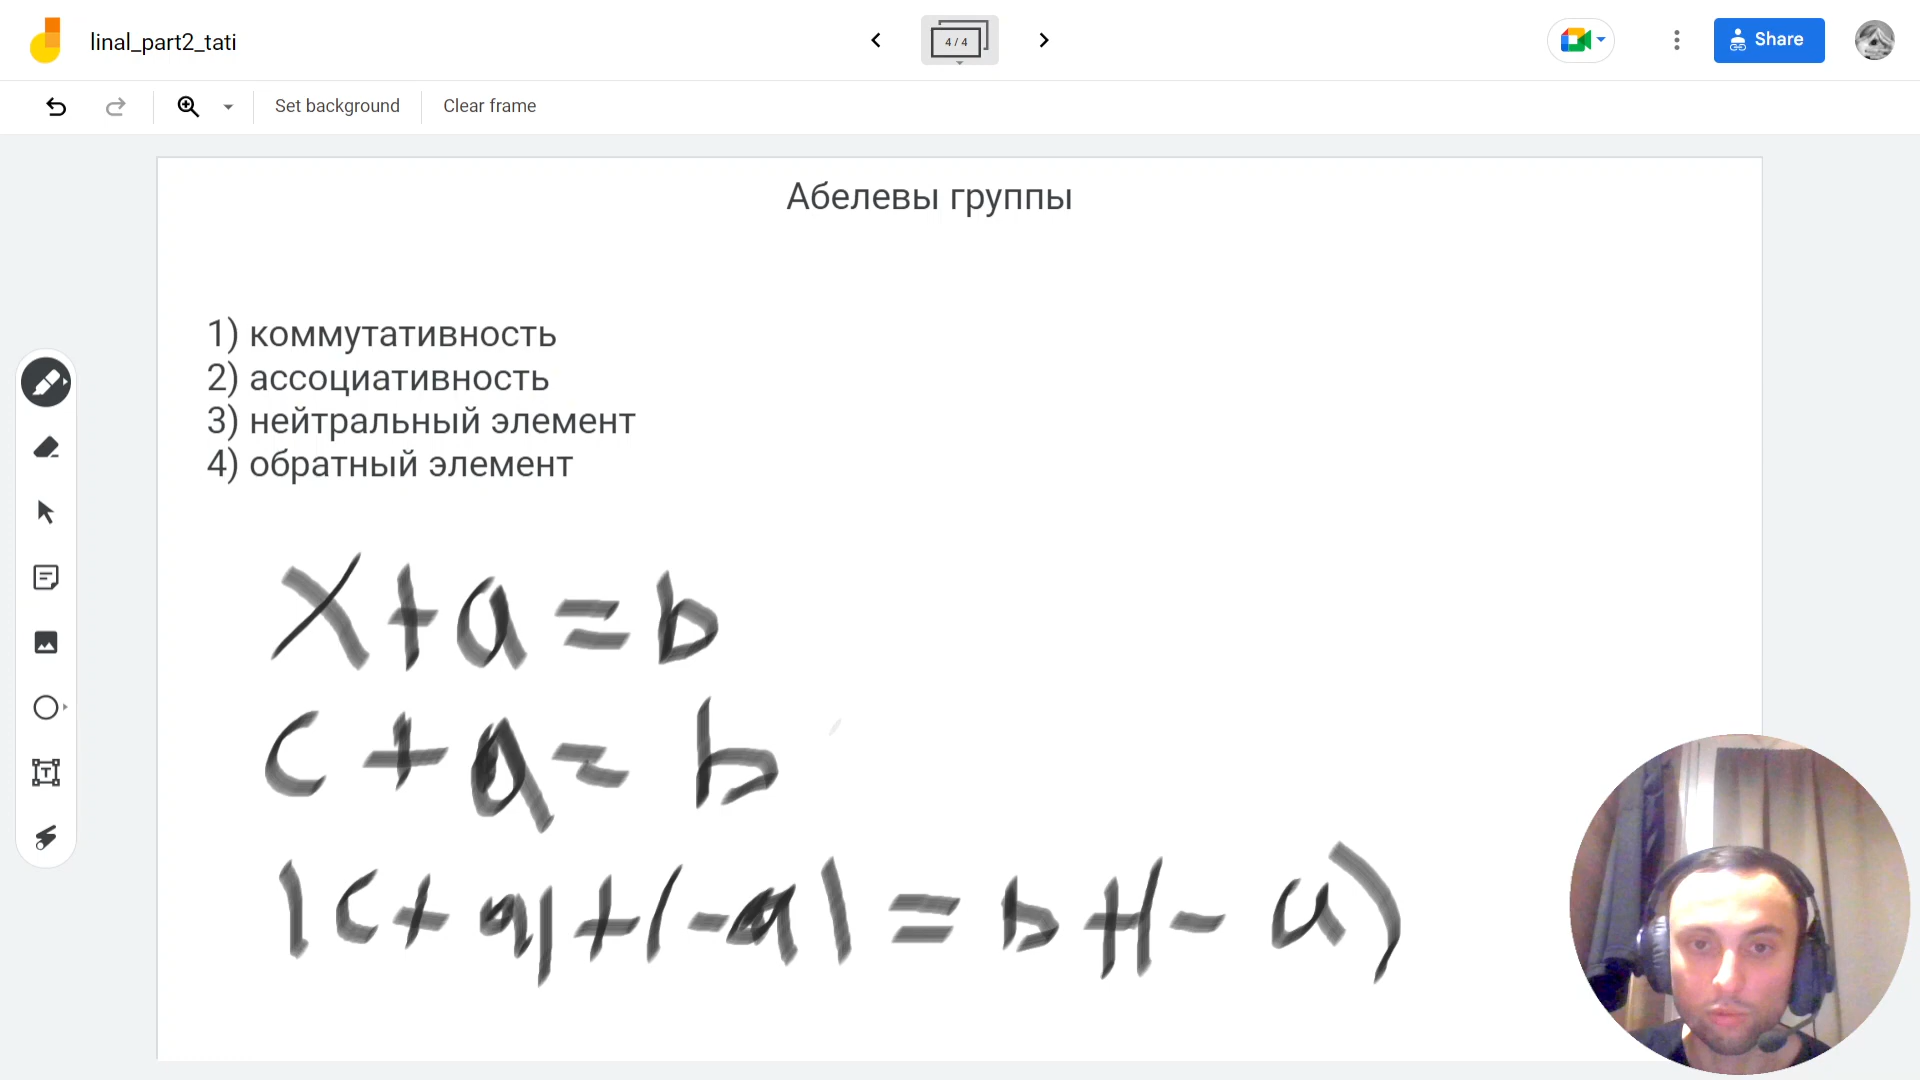 linal_part2_tati
4 / 4
Share
Set background
Clear frame
Абелевы группы
1) коммутативность
2) ассоциативность
3) нейтральный элемент
4) обратный элемент
x+a=b
c+a=b
(c+a)+(-a)=b+(-a)